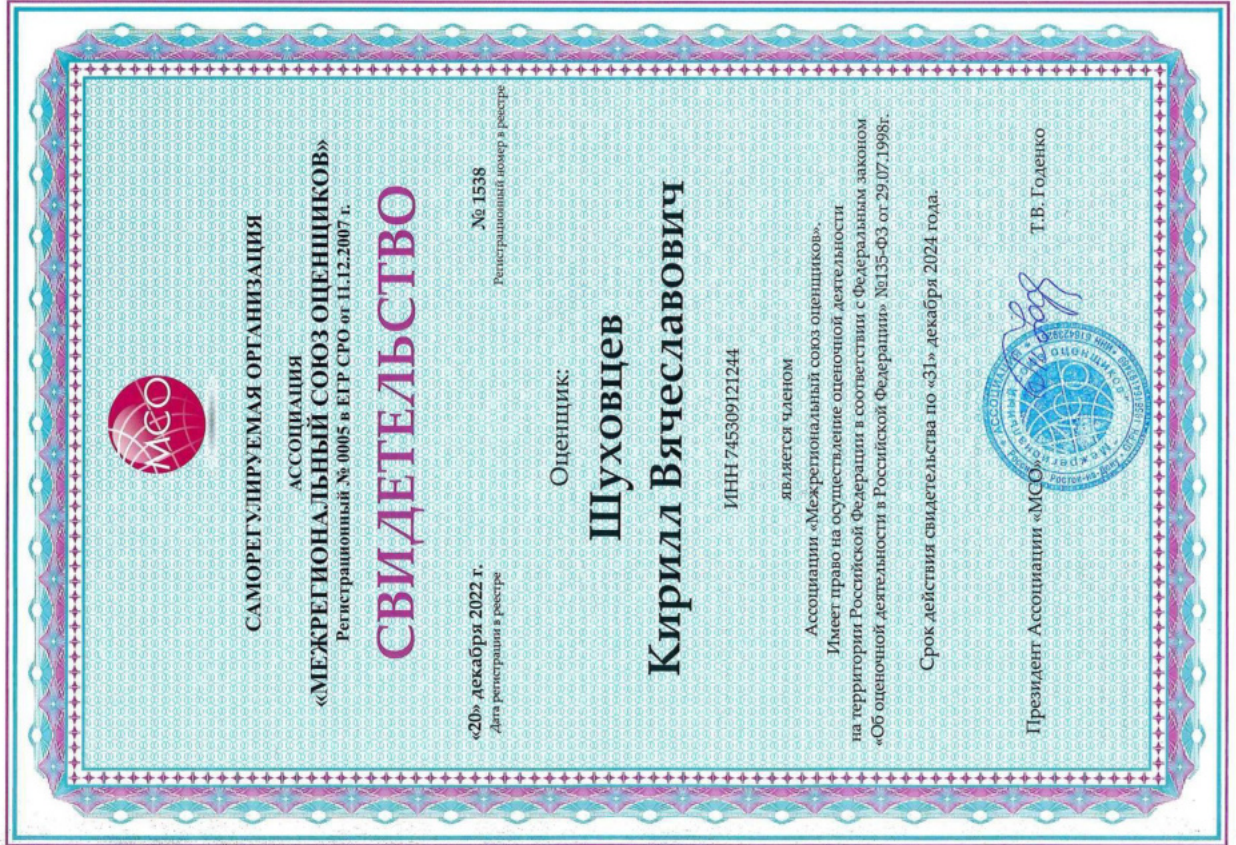 МСО
САМОРЕГУЛИРУЕМАЯ ОРГАНИЗАЦИЯ
АССОЦИАЦИЯ
«МЕЖРЕГИОНАЛЬНЫЙ СОЮЗ ОЦЕНЩИКОВ»
Регистрационный № 0005 в ЕГР СРО от 11.12.2007 г.
СВИДЕТЕЛЬСТВО
«20» декабря 2022 г. № 1538
Дата регистрации в реестре Регистрационный номер в реестре
Оценщик:
Шуховцев
Кирилл Вячеславович
ИНН 745309121244
является членом
Ассоциации «Межрегиональный союз оценщиков».
Имеет право на осуществление оценочной деятельности
на территории Российской Федерации в соответствии с Федеральным законом
«Об оценочной деятельности в Российской Федерации» №135-ФЗ от 29.07.1998г.
Срок действия свидетельства по «31» декабря 2024 года.
Президент Ассоциации «МСО» Т.В. Годенко